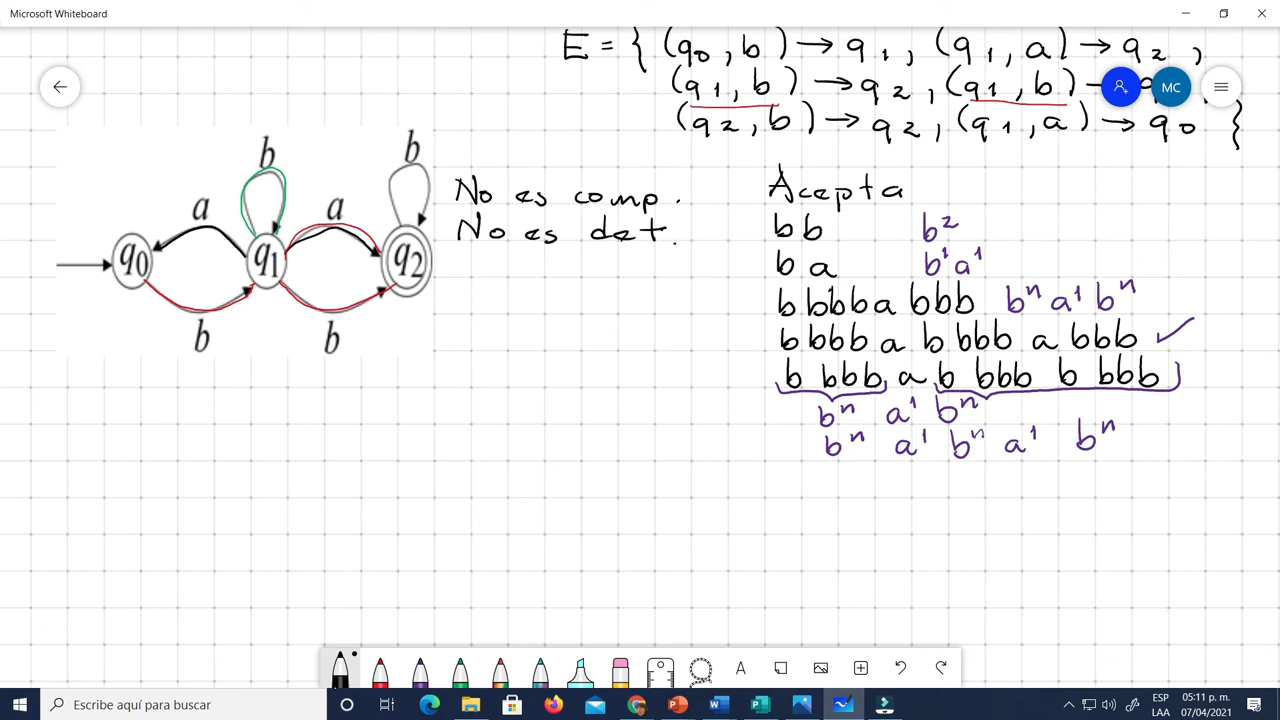 Microsoft Whiteboard
E = { (q0, b) → q1, (q1, a) → q2,
(q1, b) → q2, (q1, b) →
MC
(q2, b) → q2, (q1, a) → q0 }
b b
a a
q0 q1 q2
b b
No es comp.
No es det.
Acepta
bb b²
ba b¹a¹
bbbba bbb bⁿ a¹ bⁿ
bbbb a bbbb a bbb ✓
b bbb a b bbb b bbb
bⁿ a¹ bⁿ
bⁿ a¹ bⁿ a¹ bⁿ
A
Escribe aquí para buscar
ESP 05:11 p. m.
LAA 07/04/2021